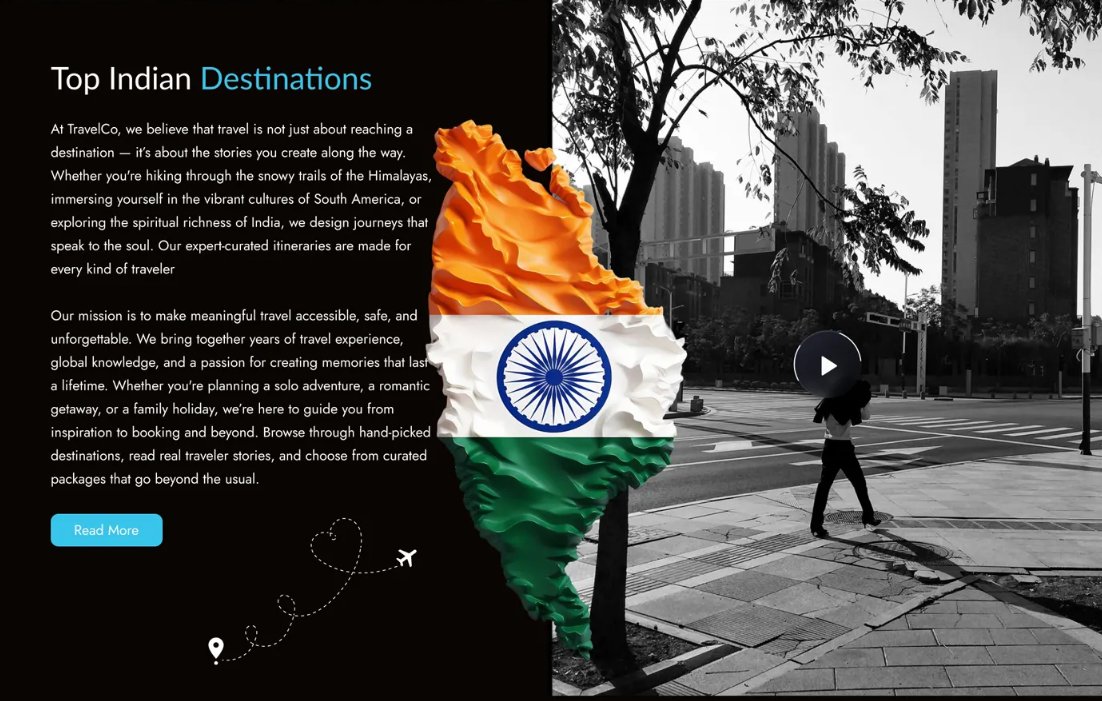 Top Indian Destinations
At TravelCo, we believe that travel is not just about reaching a
destination — it’s about the stories you create along the way.
Whether you're hiking through the snowy trails of the Himalayas,
immersing yourself in the vibrant cultures of South America, or
exploring the spiritual richness of India, we design journeys that
speak to the soul. Our expert-curated itineraries are made for
every kind of traveler
Our mission is to make meaningful travel accessible, safe, and
unforgettable. We bring together years of travel experience,
global knowledge, and a passion for creating memories that last
a lifetime. Whether you're planning a solo adventure, a romantic
getaway, or a family holiday, we’re here to guide you from
inspiration to booking and beyond. Browse through hand-picked
destinations, read real traveler stories, and choose from curated
packages that go beyond the usual.
Read More